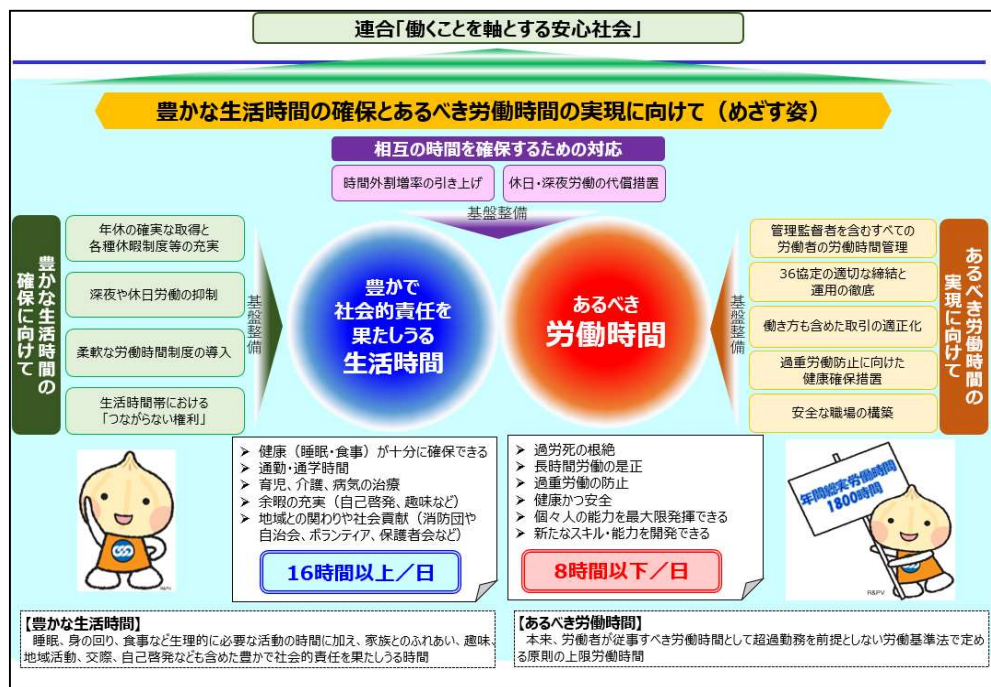 連合「働くことを軸とする安心社会」
豊かな生活時間の確保とあるべき労働時間の実現に向けて（めざす姿）
相互の時間を確保するための対応
時間外割増率の引き上げ
休日・深夜労働の代償措置
基盤整備
豊かな生活時間の
確保に向けて
年休の確実な取得と
各種休暇制度等の充実
深夜や休日労働の抑制
柔軟な労働時間制度の導入
生活時間帯における
「つながらない権利」
基盤整備
豊かで
社会的責任を
果たしうる
生活時間
あるべき
労働時間
基盤整備
管理監督者を含むすべての
労働者の労働時間管理
36協定の適切な締結と
運用の徹底
働き方も含めた取引の適正化
過重労働防止に向けた
健康確保措置
安全な職場の構築
あるべき労働時間の
実現に向けて
➢ 健康（睡眠・食事）が十分に確保できる
➢ 通勤・通学時間
➢ 育児、介護、病気の治療
➢ 余暇の充実（自己啓発、趣味など）
➢ 地域との関わりや社会貢献（消防団や
自治会、ボランティア、保護者会など）
16時間以上／日
➢ 過労死の根絶
➢ 長時間労働の是正
➢ 過重労働の防止
➢ 健康かつ安全
➢ 個々人の能力を最大限発揮できる
➢ 新たなスキル・能力を開発できる
8時間以下／日
年間総実労働時間
1800時間
R&PV
R&PV
【豊かな生活時間】
睡眠、身の回り、食事など生理的に必要な活動の時間に加え、家族とのふれあい、趣味、
地域活動、交際、自己啓発なども含めた豊かで社会的責任を果たしうる時間
【あるべき労働時間】
本来、労働者が従事すべき労働時間として超過勤務を前提としない労働基準法で定め
る原則の上限労働時間